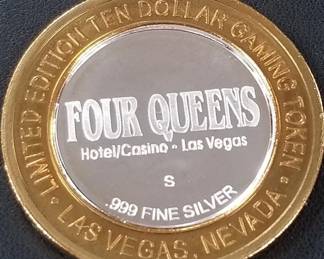 LIMITED EDITION TEN DOLLAR GAMING TOKEN
FOUR QUEENS
Hotel/Casino • Las Vegas
S
.999 FINE SILVER
• LAS VEGAS, NEVADA •